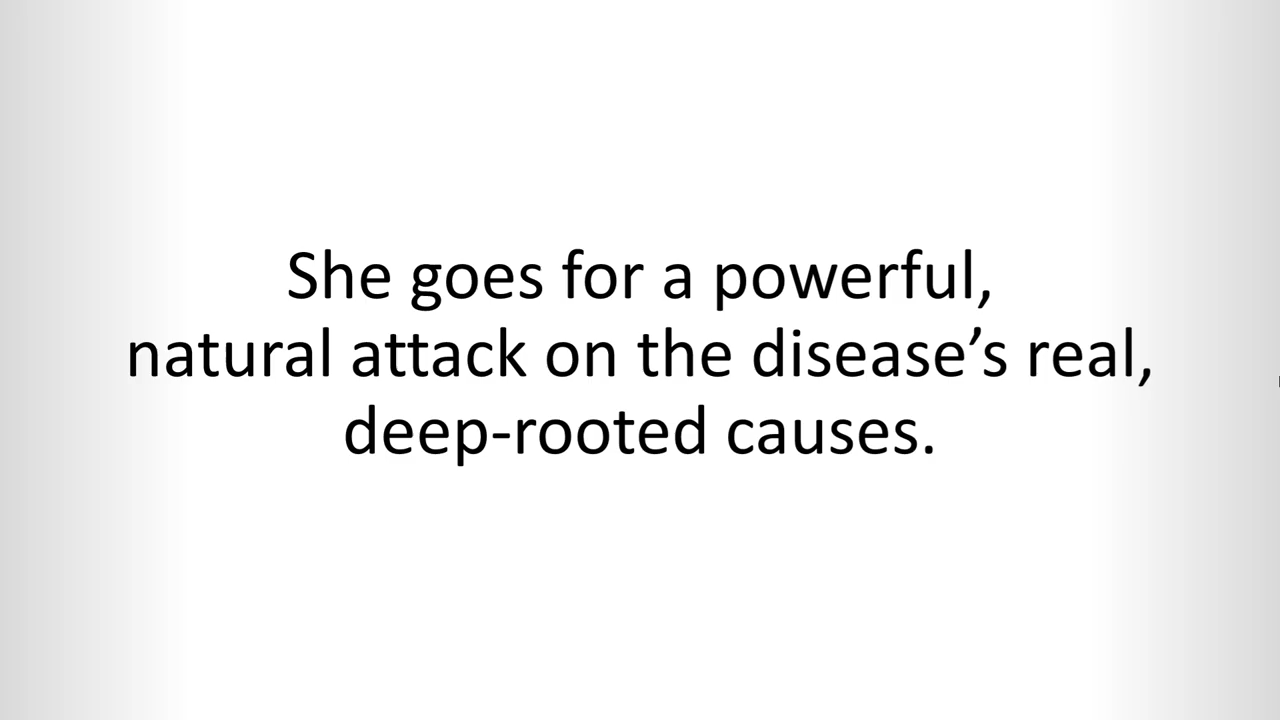 She goes for a powerful,
natural attack on the disease’s real,
deep-rooted causes.